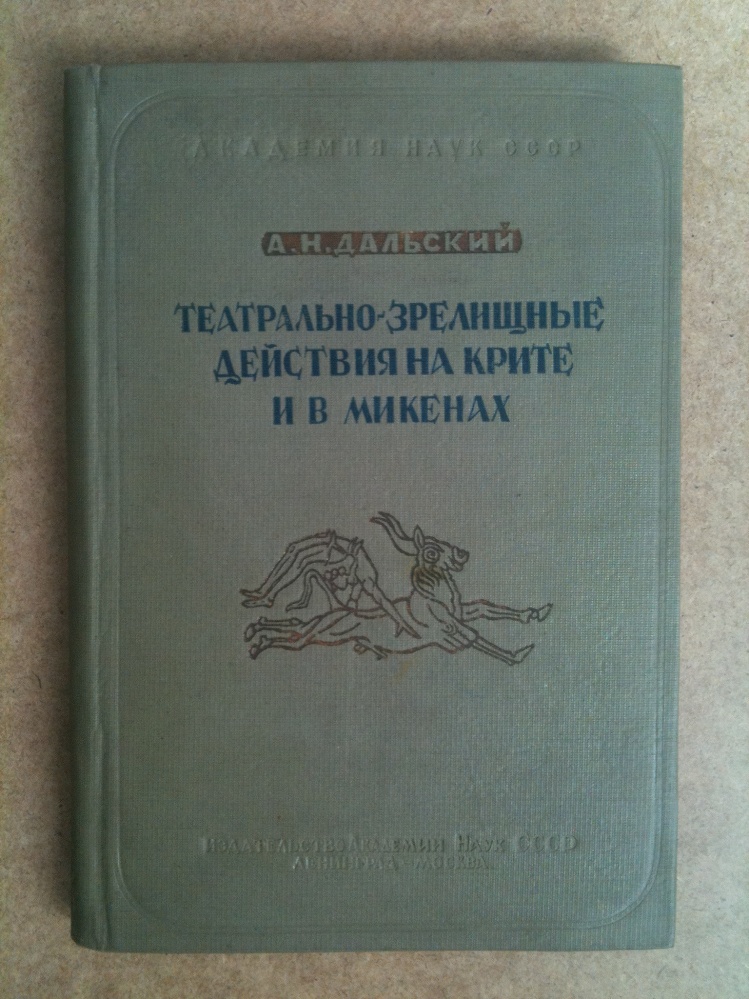 АКАДЕМИЯ НАУК СССР
А.Н.ДАЛЬСКИЙ
ТЕАТРАЛЬНО-ЗРЕЛИЩНЫЕ
ДЕЙСТВИЯ НА КРИТЕ
И В МИКЕНАХ
ИЗДАТЕЛЬСТВО АКАДЕМИИ НАУК СССР
ЛЕНИНГРАД-МОСКВА